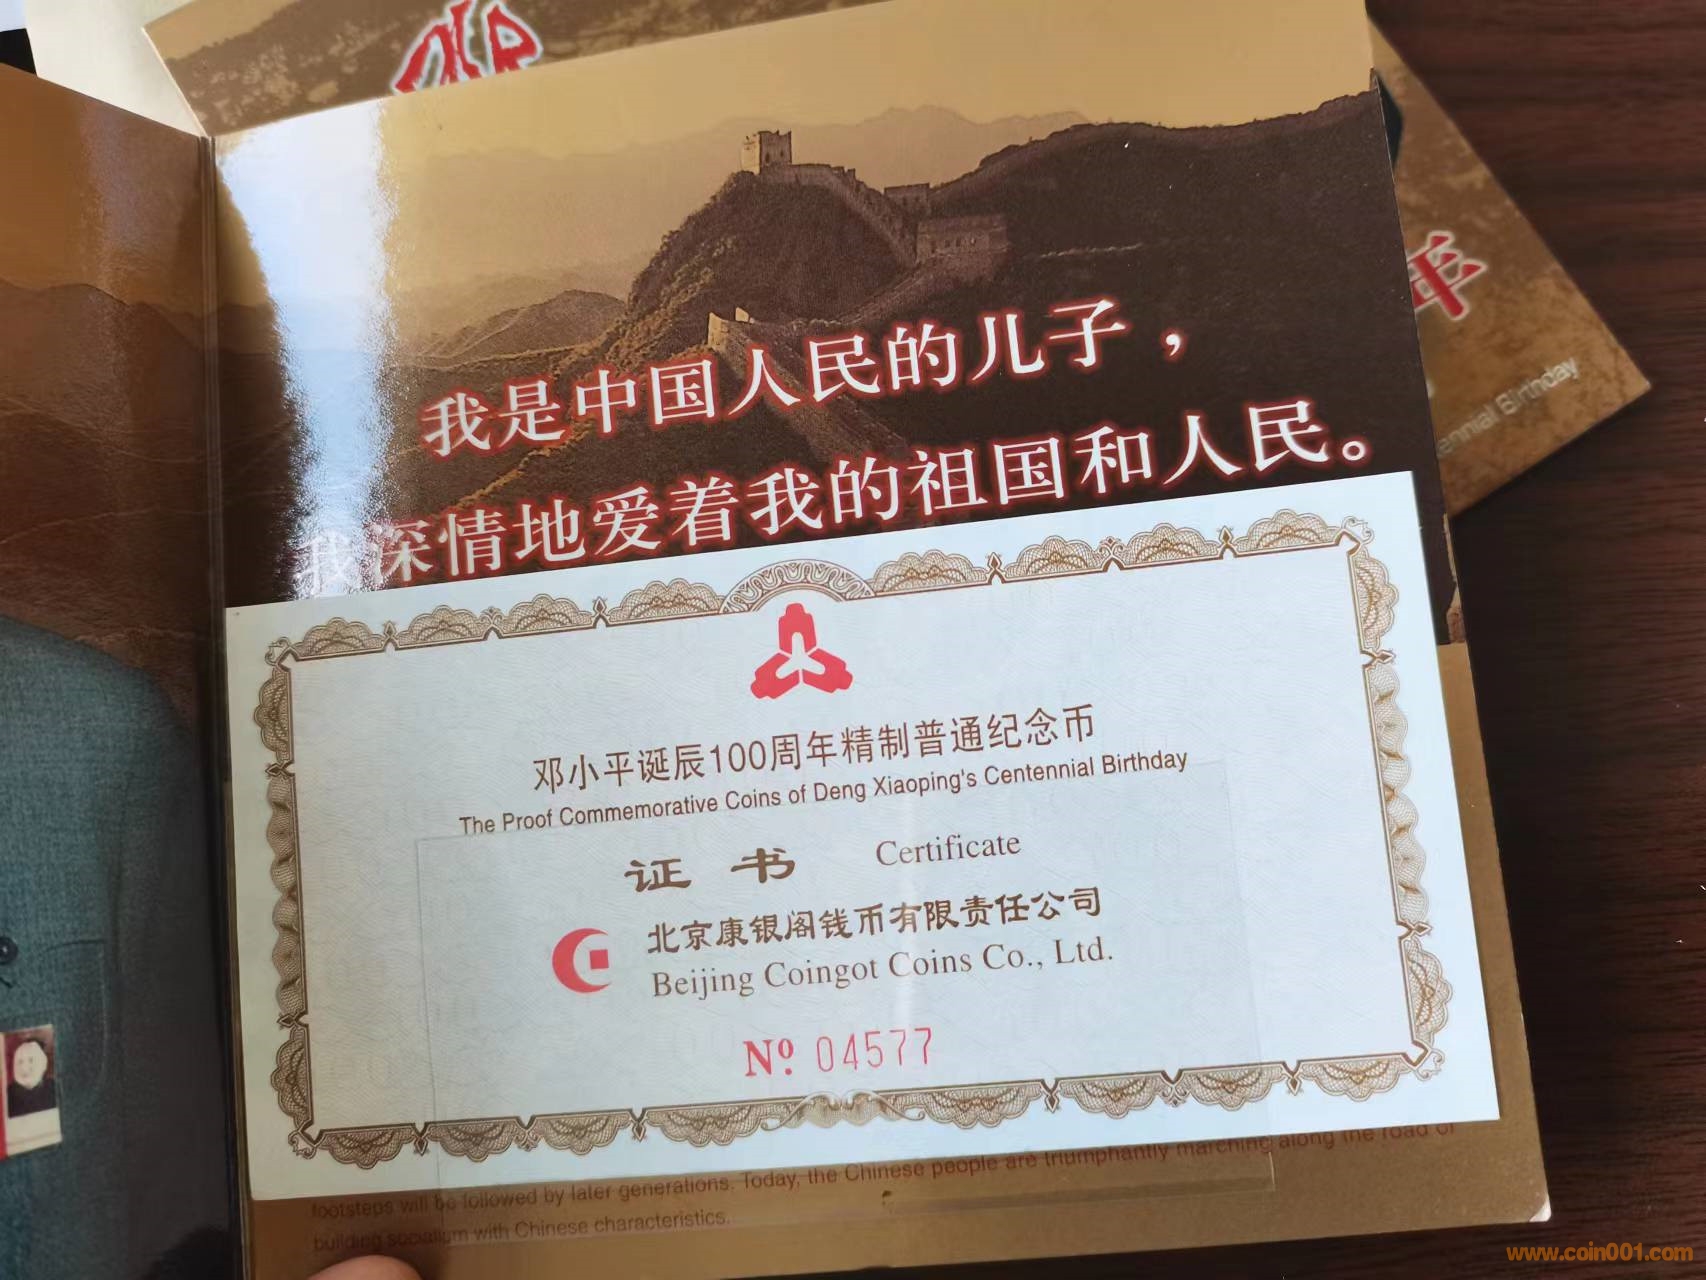 年
ennial Birthday
我是中国人民的儿子，
我深情地爱着我的祖国和人民。
邓小平诞辰100周年精制普通纪念币
The Proof Commemorative Coins of Deng Xiaoping's Centennial Birthday
证 书 Certificate
北京康银阁钱币有限责任公司
Beijing Coingot Coins Co., Ltd.
Nº 04577
footsteps will be followed by later generations. Today, the Chinese people are triumphantly marching along the road of
building socialism with Chinese characteristics.
www.coin001.com